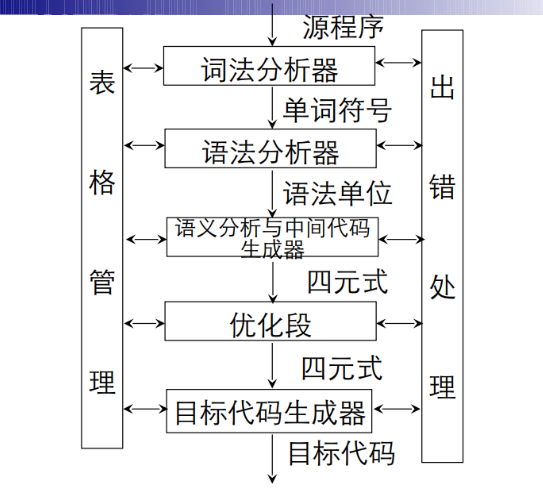 源程序
词法分析器
单词符号
语法分析器
语法单位
语义分析与中间代码
生成器
四元式
优化段
四元式
目标代码生成器
目标代码
表
格
管
理
出
错
处
理